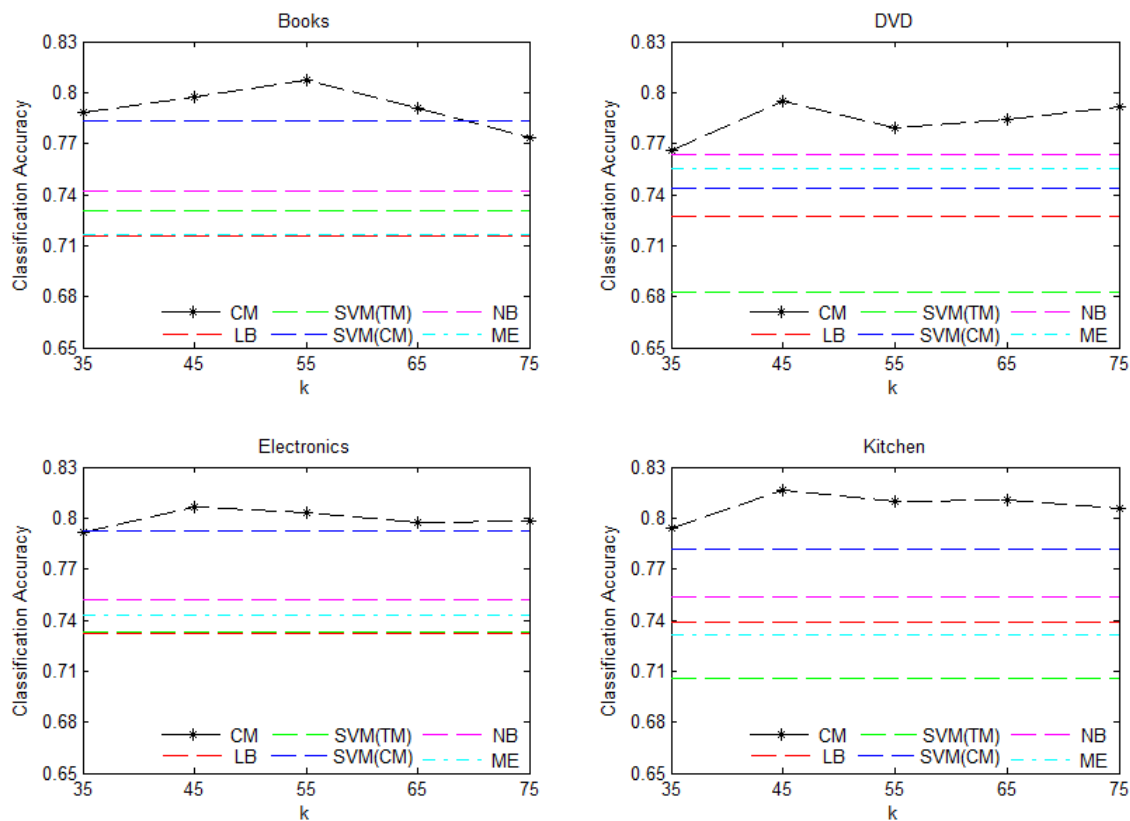 Books
Classification Accuracy
0.83
0.8
0.77
0.74
0.71
0.68
0.65
CM
SVM(TM)
NB
LB
SVM(CM)
ME
35 45 55 65 75
k
DVD
Classification Accuracy
0.83
0.8
0.77
0.74
0.71
0.68
0.65
CM
SVM(TM)
NB
LB
SVM(CM)
ME
35 45 55 65 75
k
Electronics
Classification Accuracy
0.83
0.8
0.77
0.74
0.71
0.68
0.65
CM
SVM(TM)
NB
LB
SVM(CM)
ME
35 45 55 65 75
k
Kitchen
Classification Accuracy
0.83
0.8
0.77
0.74
0.71
0.68
0.65
CM
SVM(TM)
NB
LB
SVM(CM)
ME
35 45 55 65 75
k